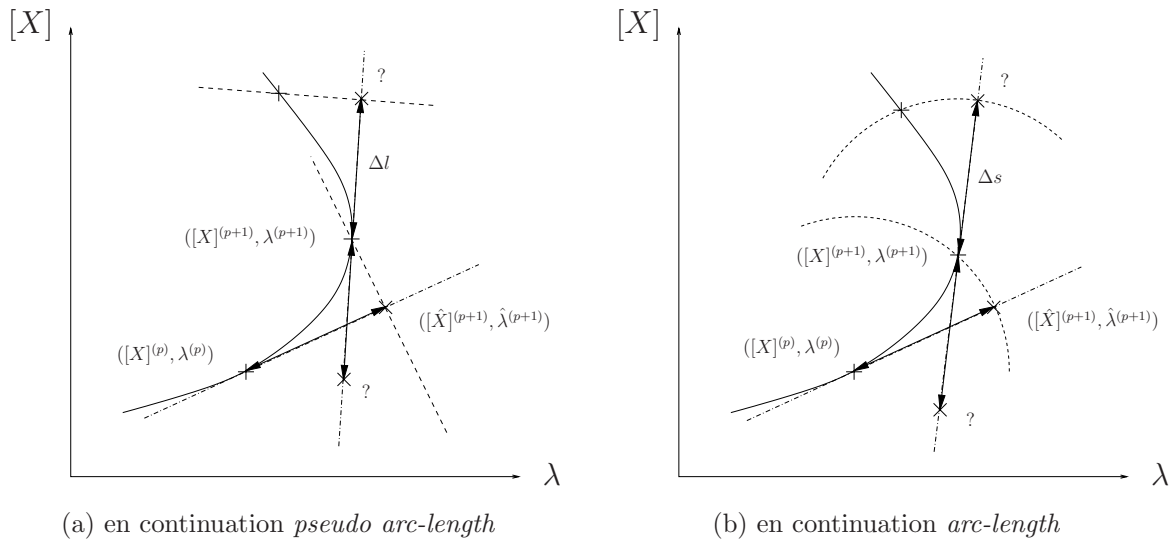 [X]
?
Δl
([X]^(p+1), λ^(p+1))
([X̂]^(p+1), λ̂^(p+1))
([X]^(p), λ^(p))
?
λ
(a) en continuation pseudo arc-length
[X]
?
Δs
([X]^(p+1), λ^(p+1))
([X̂]^(p+1), λ̂^(p+1))
([X]^(p), λ^(p))
?
λ
(b) en continuation arc-length